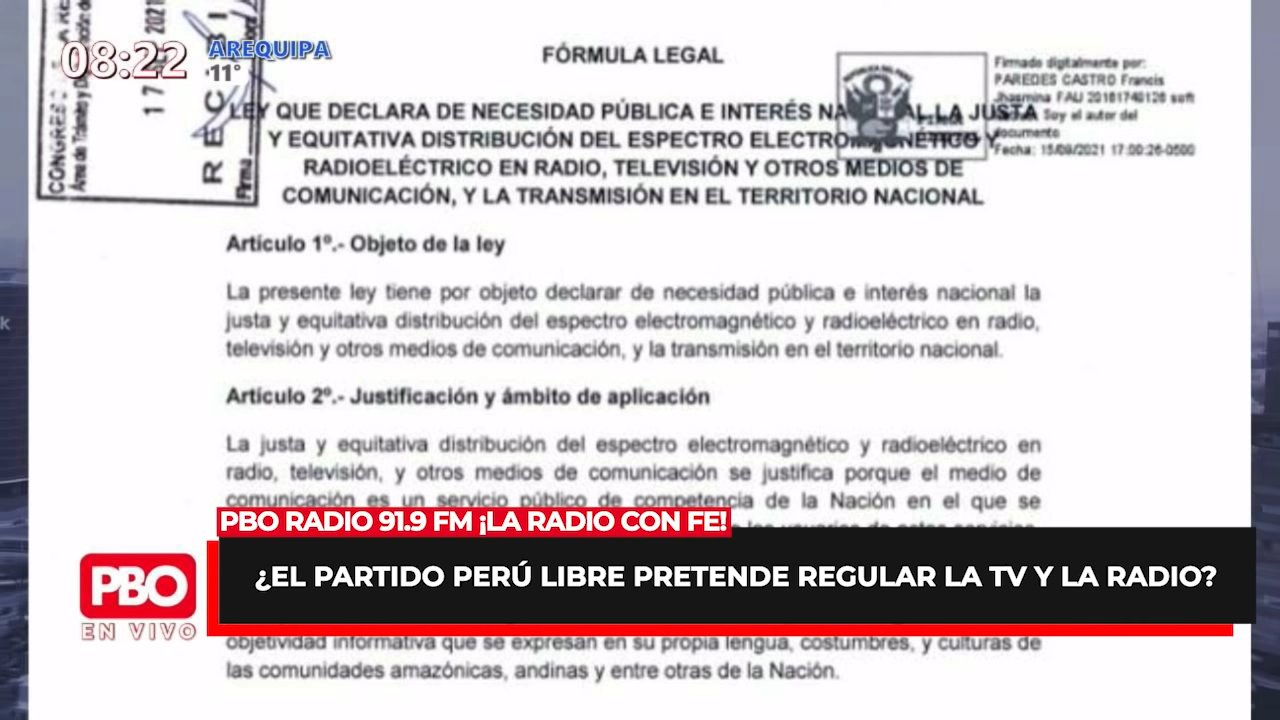 08:22
AREQUIPA
11°
RECIBI
Firma
FÓRMULA LEGAL
Firmado digitalmente por:
PAREDES CASTRO Francis
Jhasmina FAU 20161740126 soft
Soy el autor del
documento
Fecha: 15/09/2021 17:00:26-0500
LEY QUE DECLARA DE NECESIDAD PÚBLICA E INTERÉS LA JUSTA
Y EQUITATIVA DISTRIBUCIÓN DEL ESPECTRO ELECTROMAGNÉTICO Y
RADIOELÉCTRICO EN RADIO, TELEVISIÓN Y OTROS MEDIOS DE
COMUNICACIÓN, Y LA TRANSMISIÓN EN EL TERRITORIO NACIONAL
Artículo 1º.- Objeto de la ley
La presente ley tiene por objeto declarar de necesidad pública e interés nacional la
justa y equitativa distribución del espectro electromagnético y radioeléctrico en radio,
televisión y otros medios de comunicación, y la transmisión en el territorio nacional.
Artículo 2º.- Justificación y ámbito de aplicación
La justa y equitativa distribución del espectro electromagnético y radioeléctrico en
radio, televisión, y otros medios de comunicación se justifica porque el medio de
comunicación es un servicio público de competencia de la Nación en el que se
PBO RADIO 91.9 FM ¡LA RADIO CON FE!
¿EL PARTIDO PERÚ LIBRE PRETENDE REGULAR LA TV Y LA RADIO?
PBO
EN VIVO
objetividad informativa que se expresan en su propia lengua, costumbres, y culturas de
las comunidades amazónicas, andinas y entre otras de la Nación.